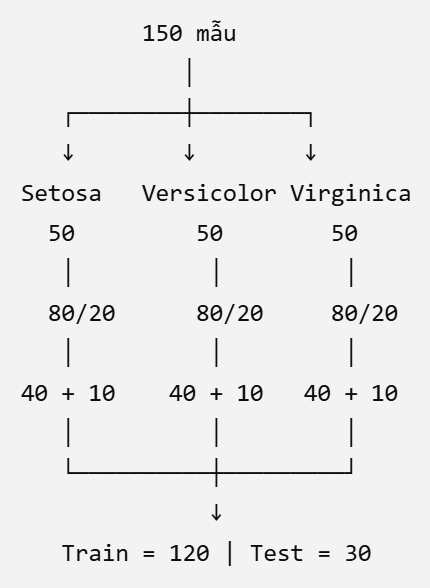 150 mẫu
Setosa Versicolor Virginica
50 50 50
80/20 80/20 80/20
40 + 10 40 + 10 40 + 10
Train = 120 | Test = 30